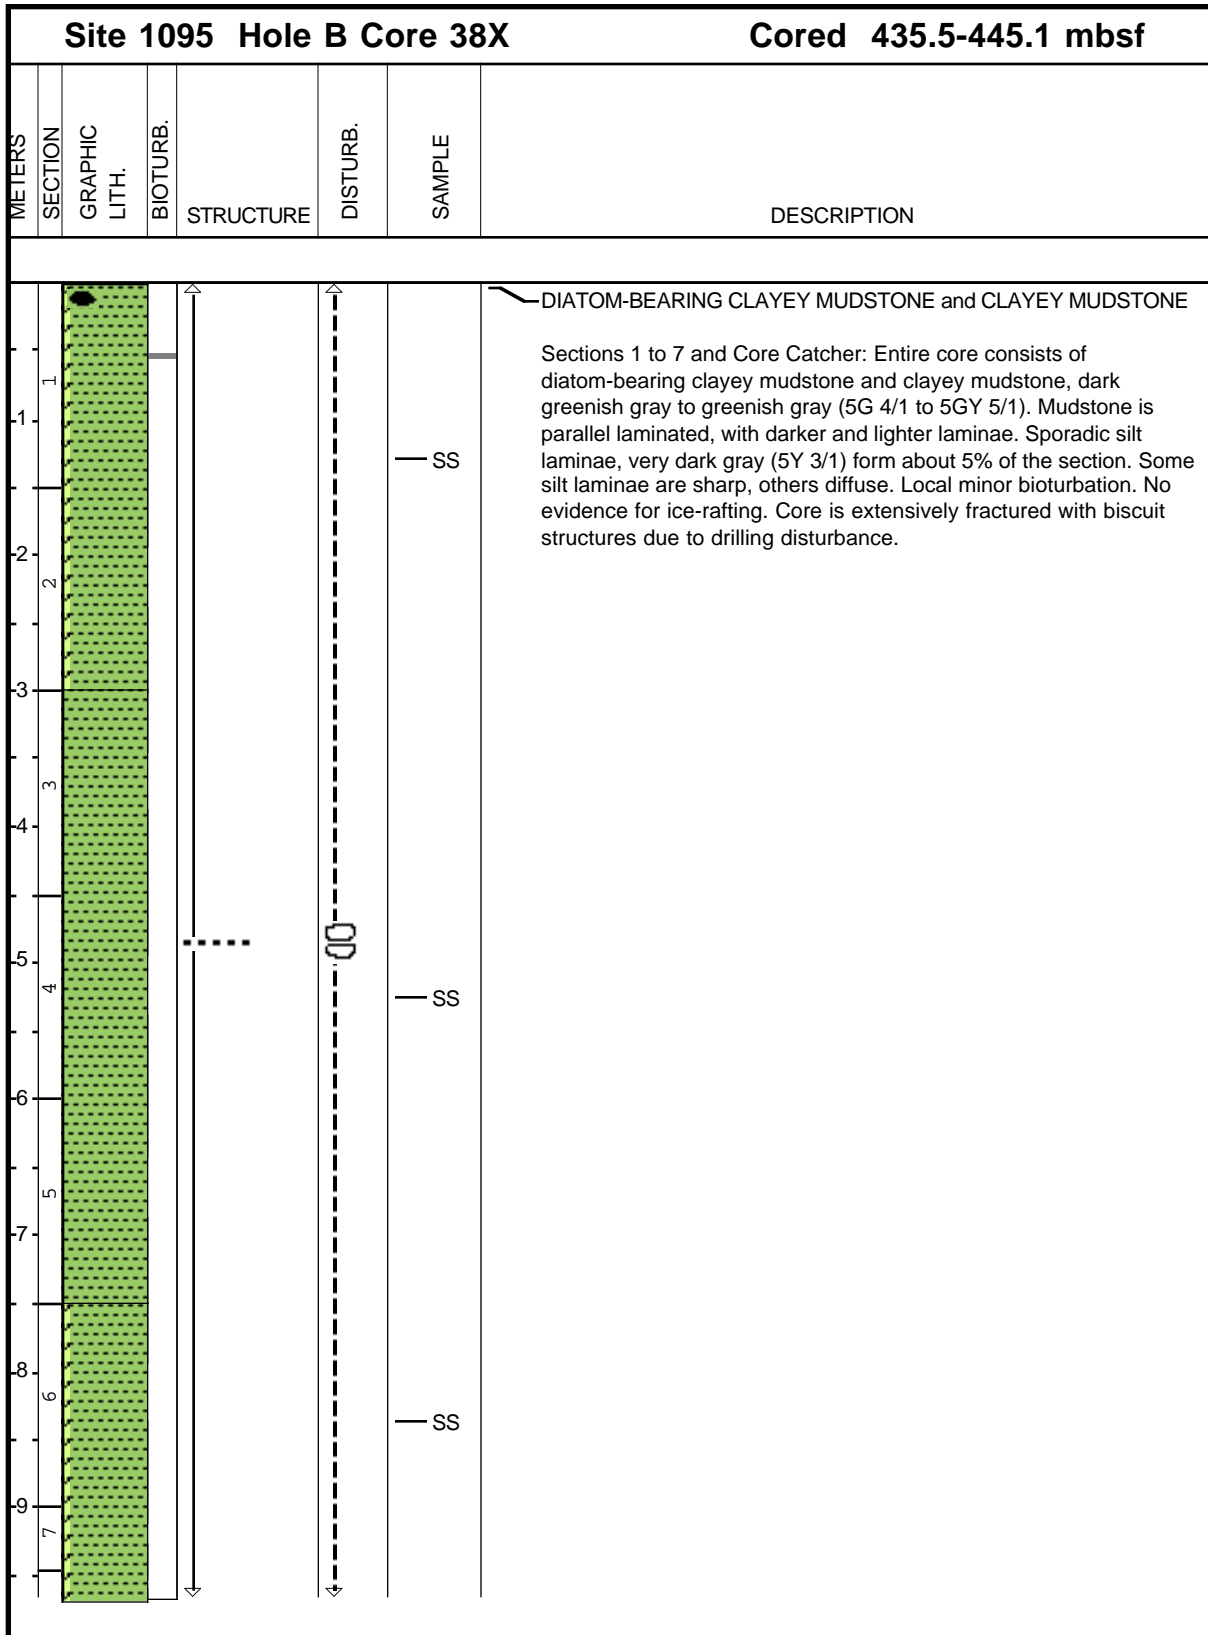 Site 1095 Hole B Core 38X Cored 435.5-445.1 mbsf
METERS
SECTION
GRAPHIC
LITH.
BIOTURB.
STRUCTURE
DISTURB.
SAMPLE
DESCRIPTION
DIATOM-BEARING CLAYEY MUDSTONE and CLAYEY MUDSTONE
Sections 1 to 7 and Core Catcher: Entire core consists of
diatom-bearing clayey mudstone and clayey mudstone, dark
greenish gray to greenish gray (5G 4/1 to 5GY 5/1). Mudstone is
parallel laminated, with darker and lighter laminae. Sporadic silt
laminae, very dark gray (5Y 3/1) form about 5% of the section. Some
silt laminae are sharp, others diffuse. Local minor bioturbation. No
evidence for ice-rafting. Core is extensively fractured with biscuit
structures due to drilling disturbance.
1
1
SS
2
2
3
3
4
5
4
SS
6
5
7
8
6
SS
9
7